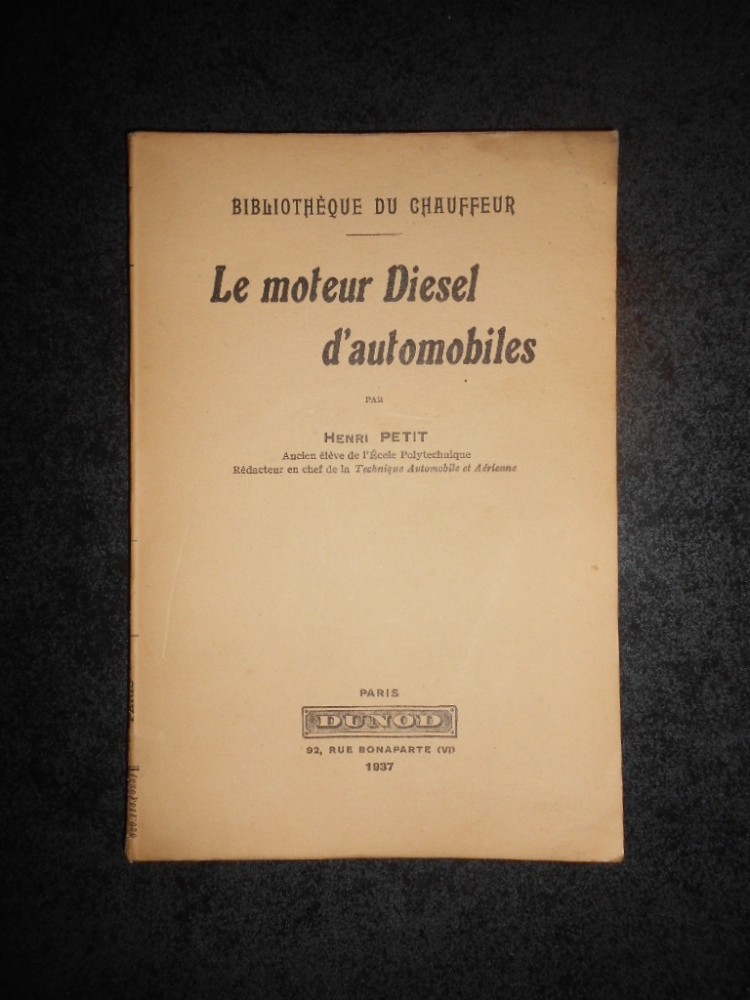 BIBLIOTHÈQUE DU CHAUFFEUR
Le moteur Diesel
d'automobiles
PAR
HENRI PETIT
Ancien élève de l'École Polytechnique
Rédacteur en chef de la Technique Automobile et Aérienne
PARIS
DUNOD
92, RUE BONAPARTE (VI)
1937